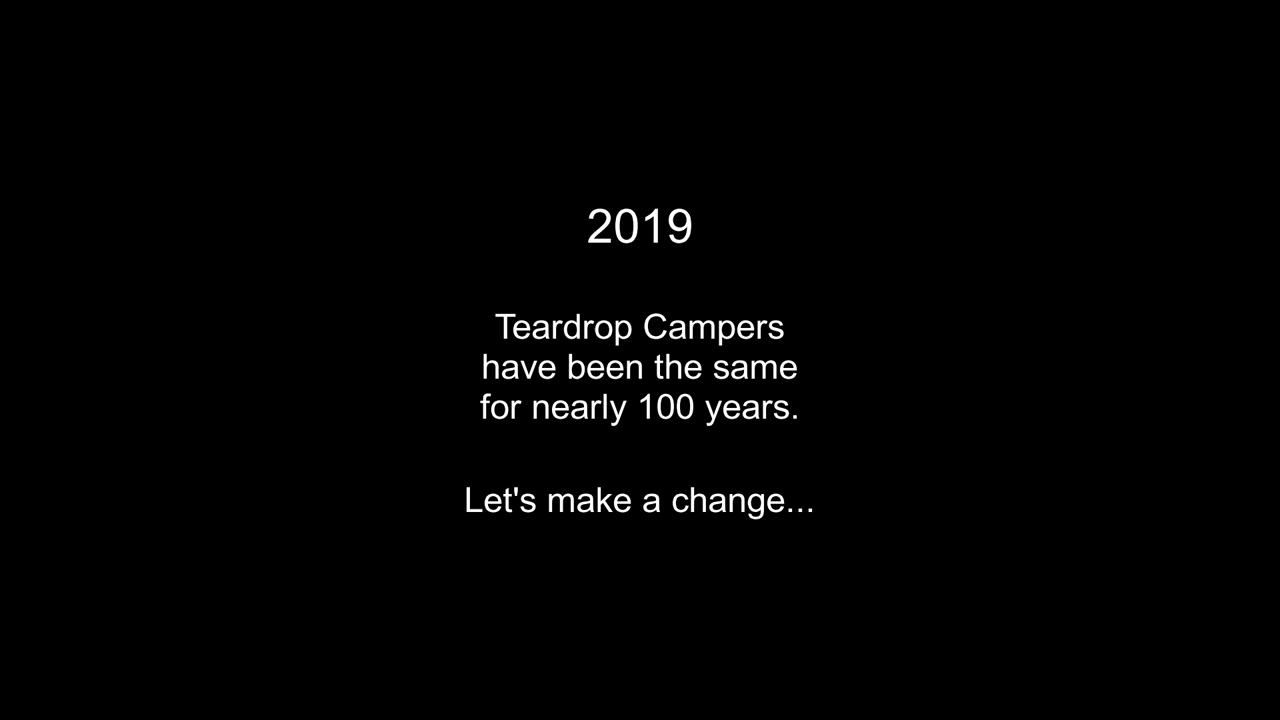 2019
Teardrop Campers
have been the same
for nearly 100 years.
Let's make a change...